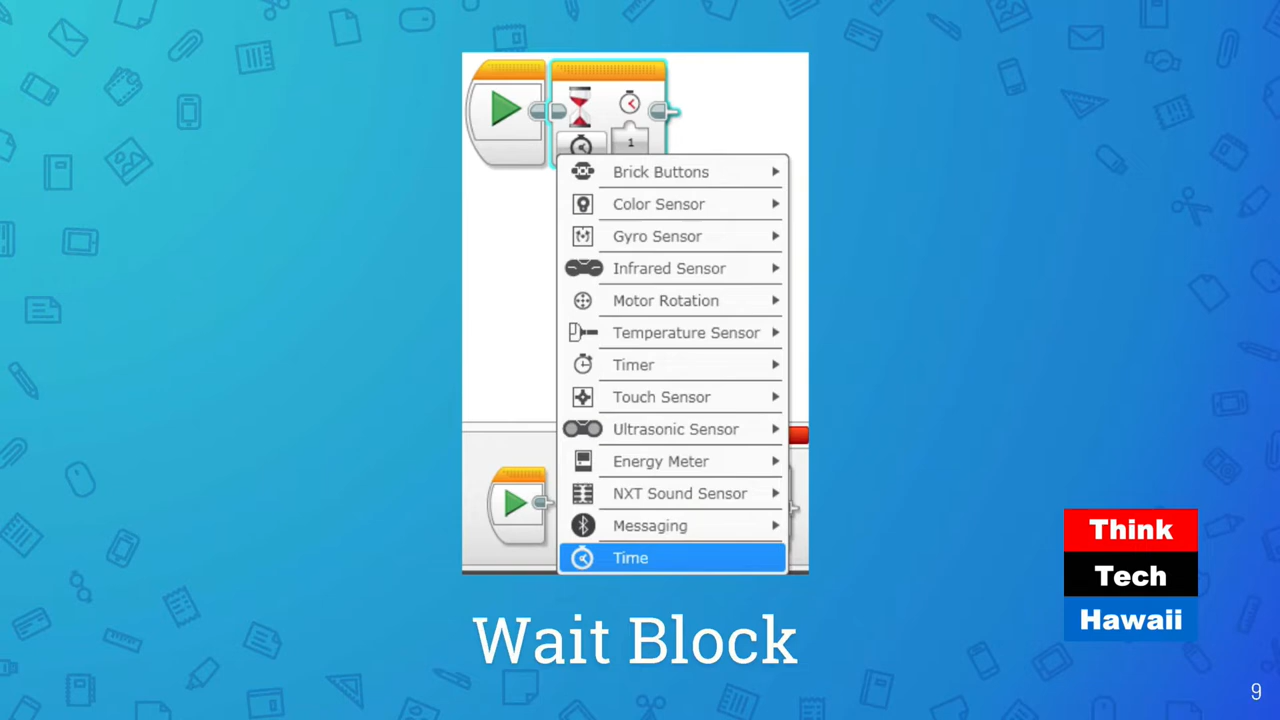 1
Brick Buttons
Color Sensor
Gyro Sensor
Infrared Sensor
Motor Rotation
Temperature Sensor
Timer
Touch Sensor
Ultrasonic Sensor
Energy Meter
NXT Sound Sensor
Messaging
Time
Think
Tech
Hawaii
Wait Block
9